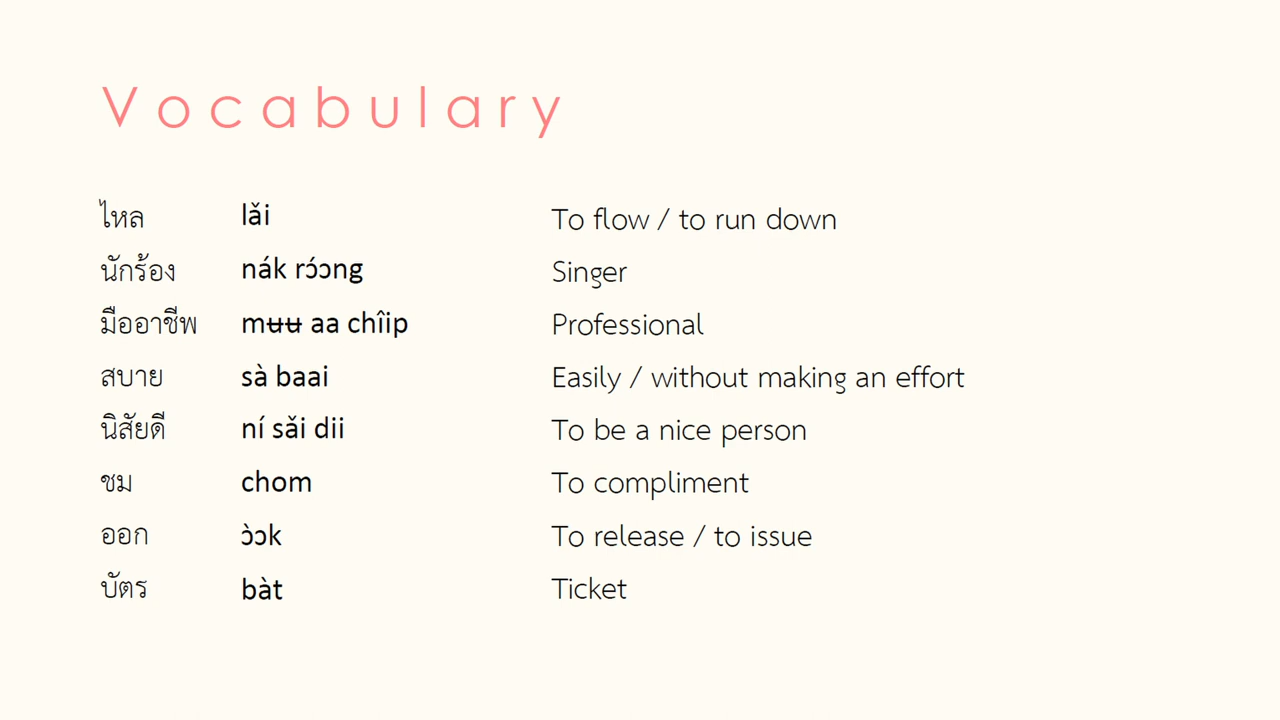 Vocabulary
ไหล lǎi To flow / to run down
นักร้อง nák rɔ́ɔng Singer
มืออาชีพ mʉʉ aa chîip Professional
สบาย sà baai Easily / without making an effort
นิสัยดี ní sǎi dii To be a nice person
ชม chom To compliment
ออก ɔ̀ɔk To release / to issue
บัตร bàt Ticket